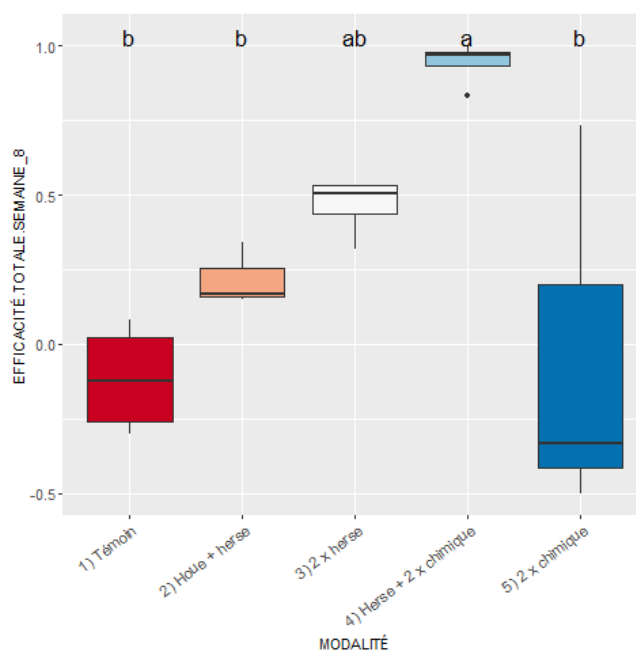 b b ab a b
1.0
0.5
0.0
-0.5
EFFICACITÉ.TOTALE.SEMAINE_8
1) Témoin
2) Houe + herse
3) 2 x herse
4) Herse + 2 x chimique
5) 2 x chimique
MODALITÉ